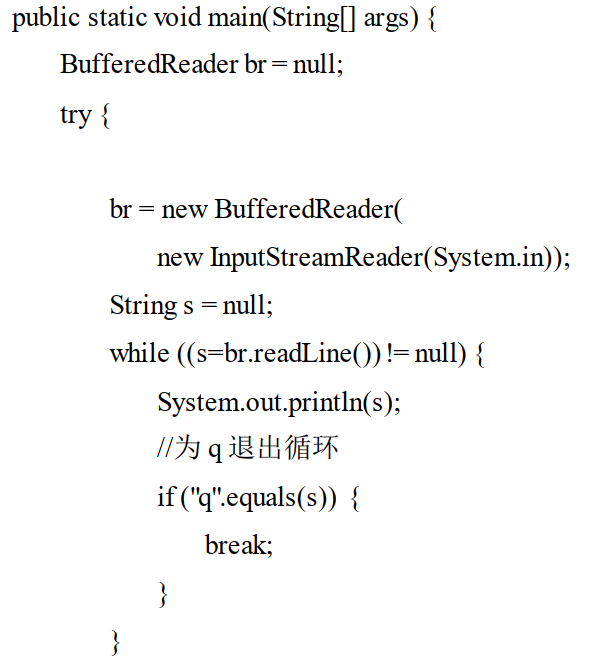 public static void main(String[] args) {
BufferedReader br = null;
try {
br = new BufferedReader(
new InputStreamReader(System.in));
String s = null;
while ((s=br.readLine()) != null) {
System.out.println(s);
//为 q 退出循环
if ("q".equals(s)) {
break;
}
}